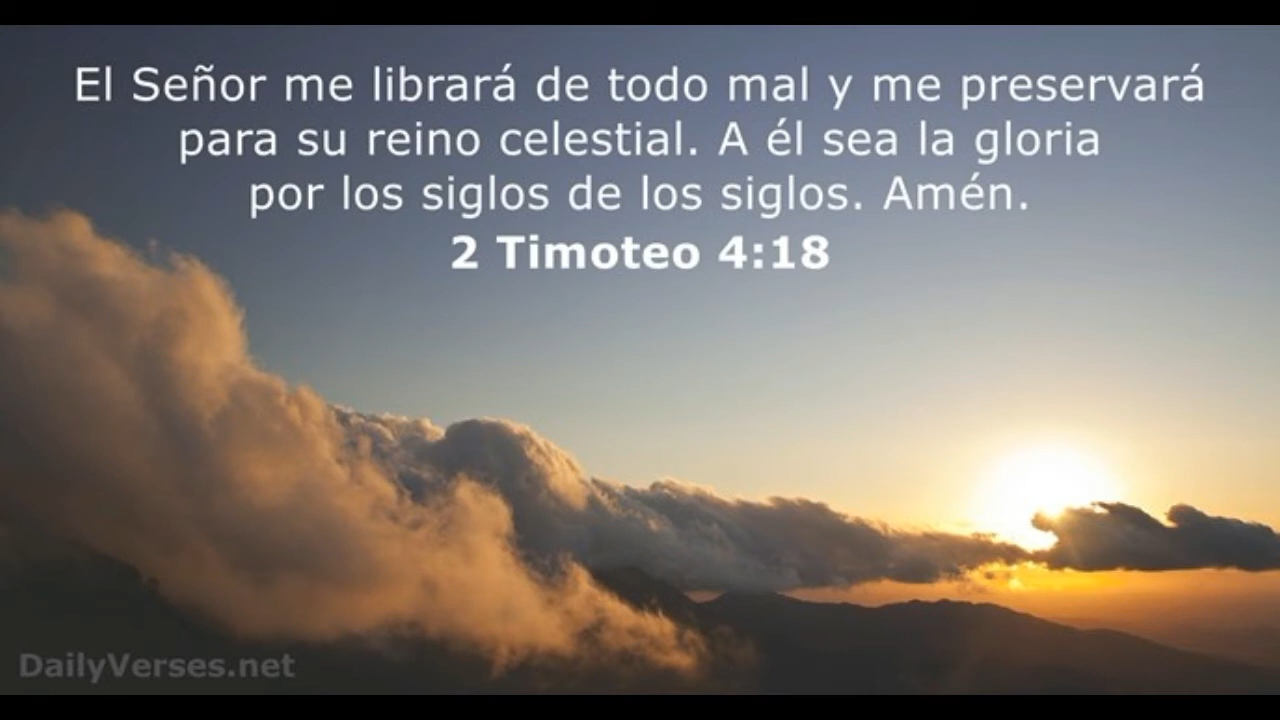 El Señor me librará de todo mal y me preservará
para su reino celestial. A él sea la gloria
por los siglos de los siglos. Amén.
2 Timoteo 4:18
DailyVerses.net